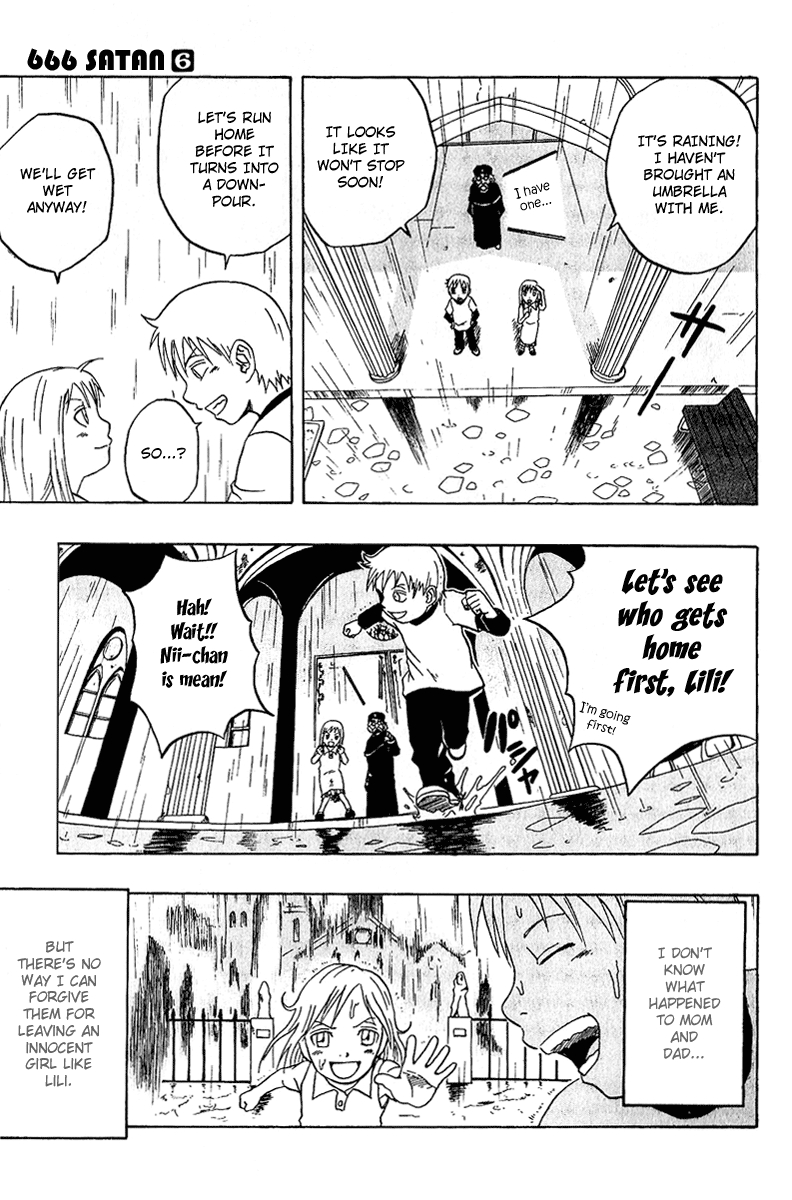 666 SATAN 6
IT'S RAINING!
I HAVEN'T
BROUGHT AN
UMBRELLA
WITH ME.
I have
one...
IT LOOKS
LIKE IT
WON'T STOP
SOON!
LET'S RUN
HOME
BEFORE IT
TURNS INTO
A DOWN-
POUR.
WE'LL GET
WET
ANYWAY!
SO...?
Let's see
who gets
home
first, Lili!
I'm going
first!
パシャ
Hah!
Wait!!
Nii-chan
is mean!
I DON'T
KNOW
WHAT
HAPPENED
TO MOM
AND
DAD...
BUT
THERE'S NO
WAY I CAN
FORGIVE
THEM FOR
LEAVING AN
INNOCENT
GIRL LIKE
LILI.